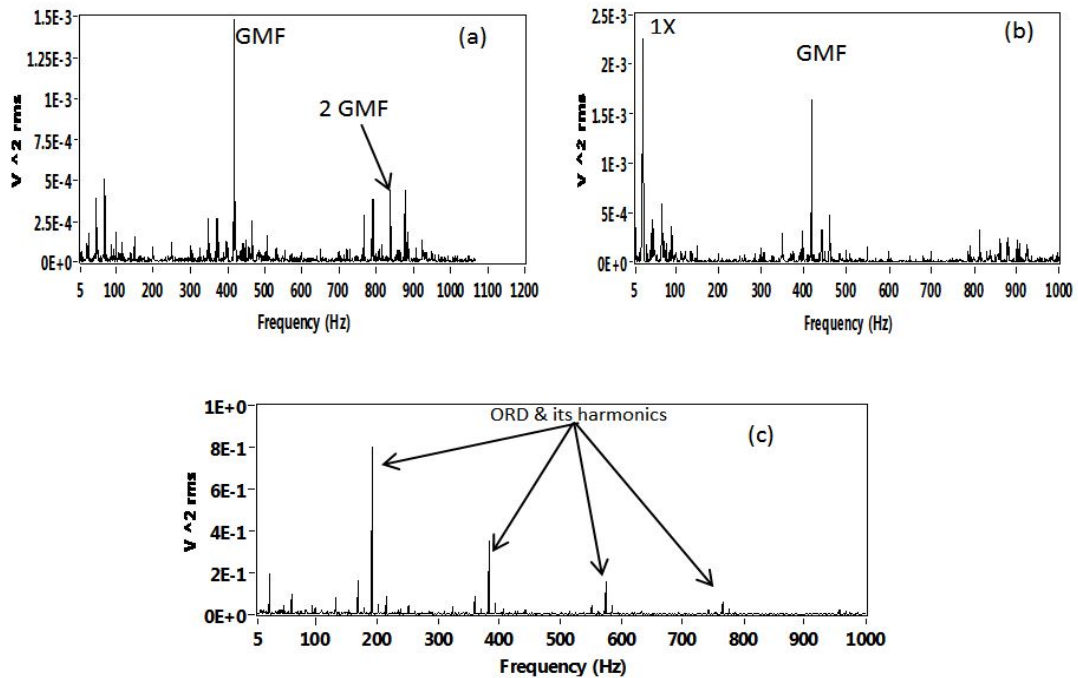 (a)
GMF
2 GMF
V ^2 rms
1.5E-3
1.25E-3
1E-3
7.5E-4
5E-4
2.5E-4
0E+0
5 100 200 300 400 500 600 700 800 900 1000 1100 1200
Frequency (Hz)
(b)
1X
GMF
V ^2 rms
2.5E-3
2E-3
1.5E-3
1E-3
5E-4
0E+0
5 100 200 300 400 500 600 700 800 900 1000
Frequency (Hz)
ORD & its harmonics
(c)
V ^2 rms
1E+0
8E-1
6E-1
4E-1
2E-1
0E+0
5 100 200 300 400 500 600 700 800 900 1000
Frequency (Hz)